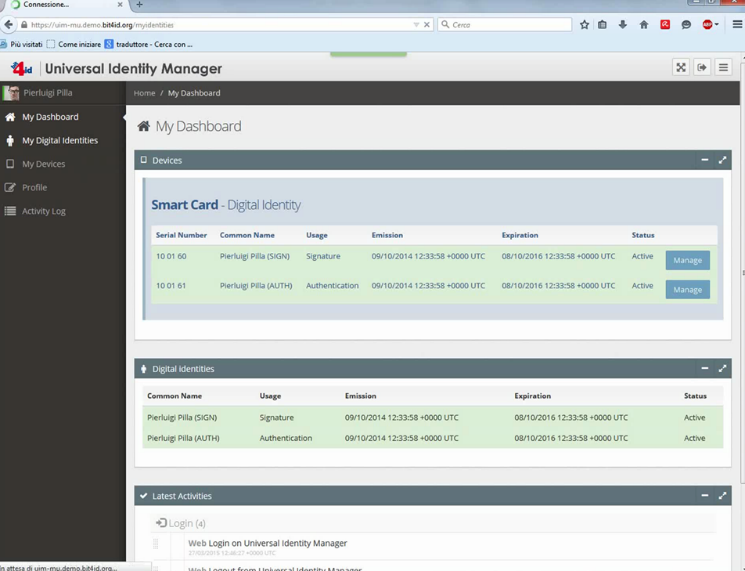 Connessione...
https://uim-mu.demo.bit4id.org/myidentities
Cerca
Più visitati Come iniziare traduttore - Cerca con ...
4id Universal Identity Manager
Pierluigi Pilla
Home / My Dashboard
My Dashboard
My Digital Identities
My Devices
Profile
Activity Log
My Dashboard
Devices
Smart Card - Digital Identity
Serial Number Common Name Usage Emission Expiration Status
10 01 60 Pierluigi Pilla (SIGN) Signature 09/10/2014 12:33:58 +0000 UTC 08/10/2016 12:33:58 +0000 UTC Active Manage
10 01 61 Pierluigi Pilla (AUTH) Authentication 09/10/2014 12:33:58 +0000 UTC 08/10/2016 12:33:58 +0000 UTC Active Manage
Digital identities
Common Name Usage Emission Expiration Status
Pierluigi Pilla (SIGN) Signature 09/10/2014 12:33:58 +0000 UTC 08/10/2016 12:33:58 +0000 UTC Active
Pierluigi Pilla (AUTH) Authentication 09/10/2014 12:33:58 +0000 UTC 08/10/2016 12:33:58 +0000 UTC Active
Latest Activities
Login (4)
Web Login on Universal Identity Manager
+0000 UTC
Web Logout from Universal Identity Manager
In attesa di uim-mu.demo.bit4id.org...